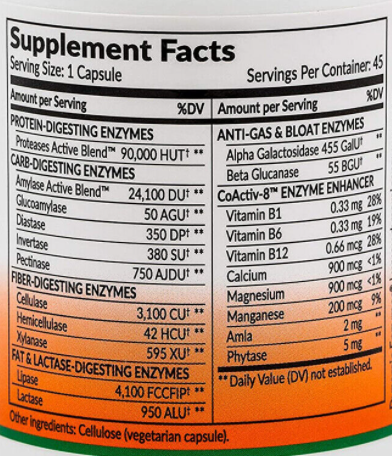 Supplement Facts
Serving Size: 1 Capsule
Servings Per Container: 45
Amount per Serving %DV
PROTEIN-DIGESTING ENZYMES
Proteases Active Blend™ 90,000 HUT† **
CARB-DIGESTING ENZYMES
Amylase Active Blend™ 24,100 DU† **
Glucoamylase 50 AGU† **
Diastase 350 DP† **
Invertase 380 SU† **
Pectinase 750 AJDU† **
FIBER-DIGESTING ENZYMES
Cellulase 3,100 CU† **
Hemicellulase 42 HCU† **
Xylanase 595 XU† **
FAT & LACTASE-DIGESTING ENZYMES
Lipase 4,100 FCCFIP† **
Lactase 950 ALU† **
Other ingredients: Cellulose (vegetarian capsule).
Amount per Serving %DV
ANTI-GAS & BLOAT ENZYMES
Alpha Galactosidase 455 GalU† **
Beta Glucanase 55 BGU† **
CoActiv-8™ ENZYME ENHANCER
Vitamin B1 0.33 mg 28%
Vitamin B6 0.33 mg 19%
Vitamin B12 0.66 mcg 28%
Calcium 900 mcg <1%
Magnesium 900 mcg <1%
Manganese 200 mcg 9%
Amla 2 mg **
Phytase 5 mg **
**Daily Value (DV) not established.